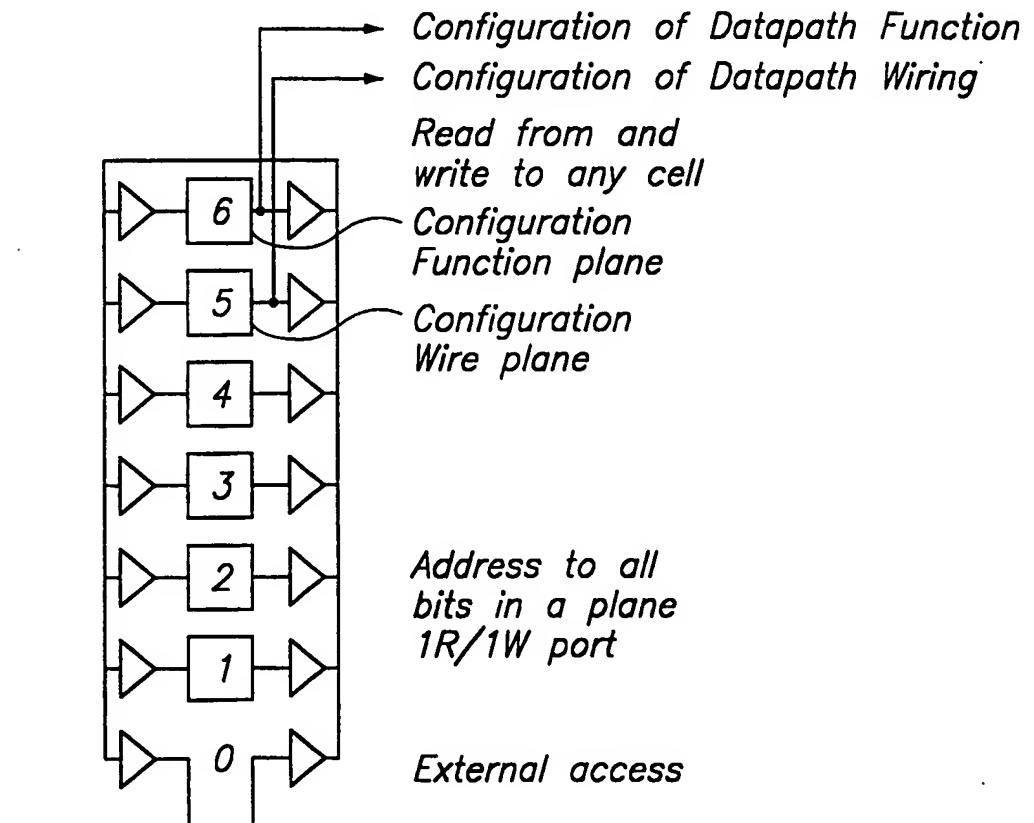 Configuration of Datapath Function
Configuration of Datapath Wiring
Read from and
write to any cell
6
Configuration
Function plane
5
Configuration
Wire plane
4
3
2
Address to all
bits in a plane
1R/1W port
1
0
External access